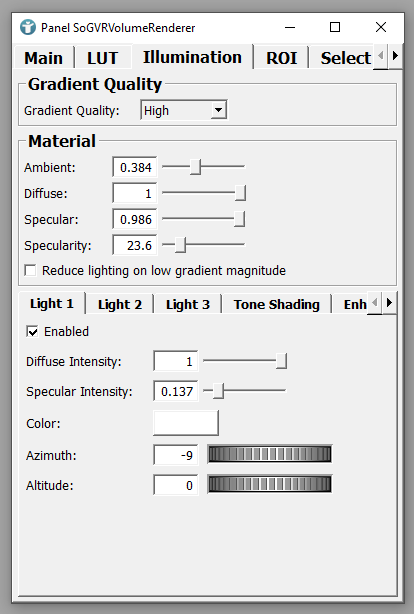 Panel SoGVRVolumeRenderer
Main LUT Illumination ROI Select
Gradient Quality
Gradient Quality: High
Material
Ambient: 0.384
Diffuse: 1
Specular: 0.986
Specularity: 23.6
Reduce lighting on low gradient magnitude
Light 1 Light 2 Light 3 Tone Shading Enh
Enabled
Diffuse Intensity: 1
Specular Intensity: 0.137
Color:
Azimuth: -9
Altitude: 0